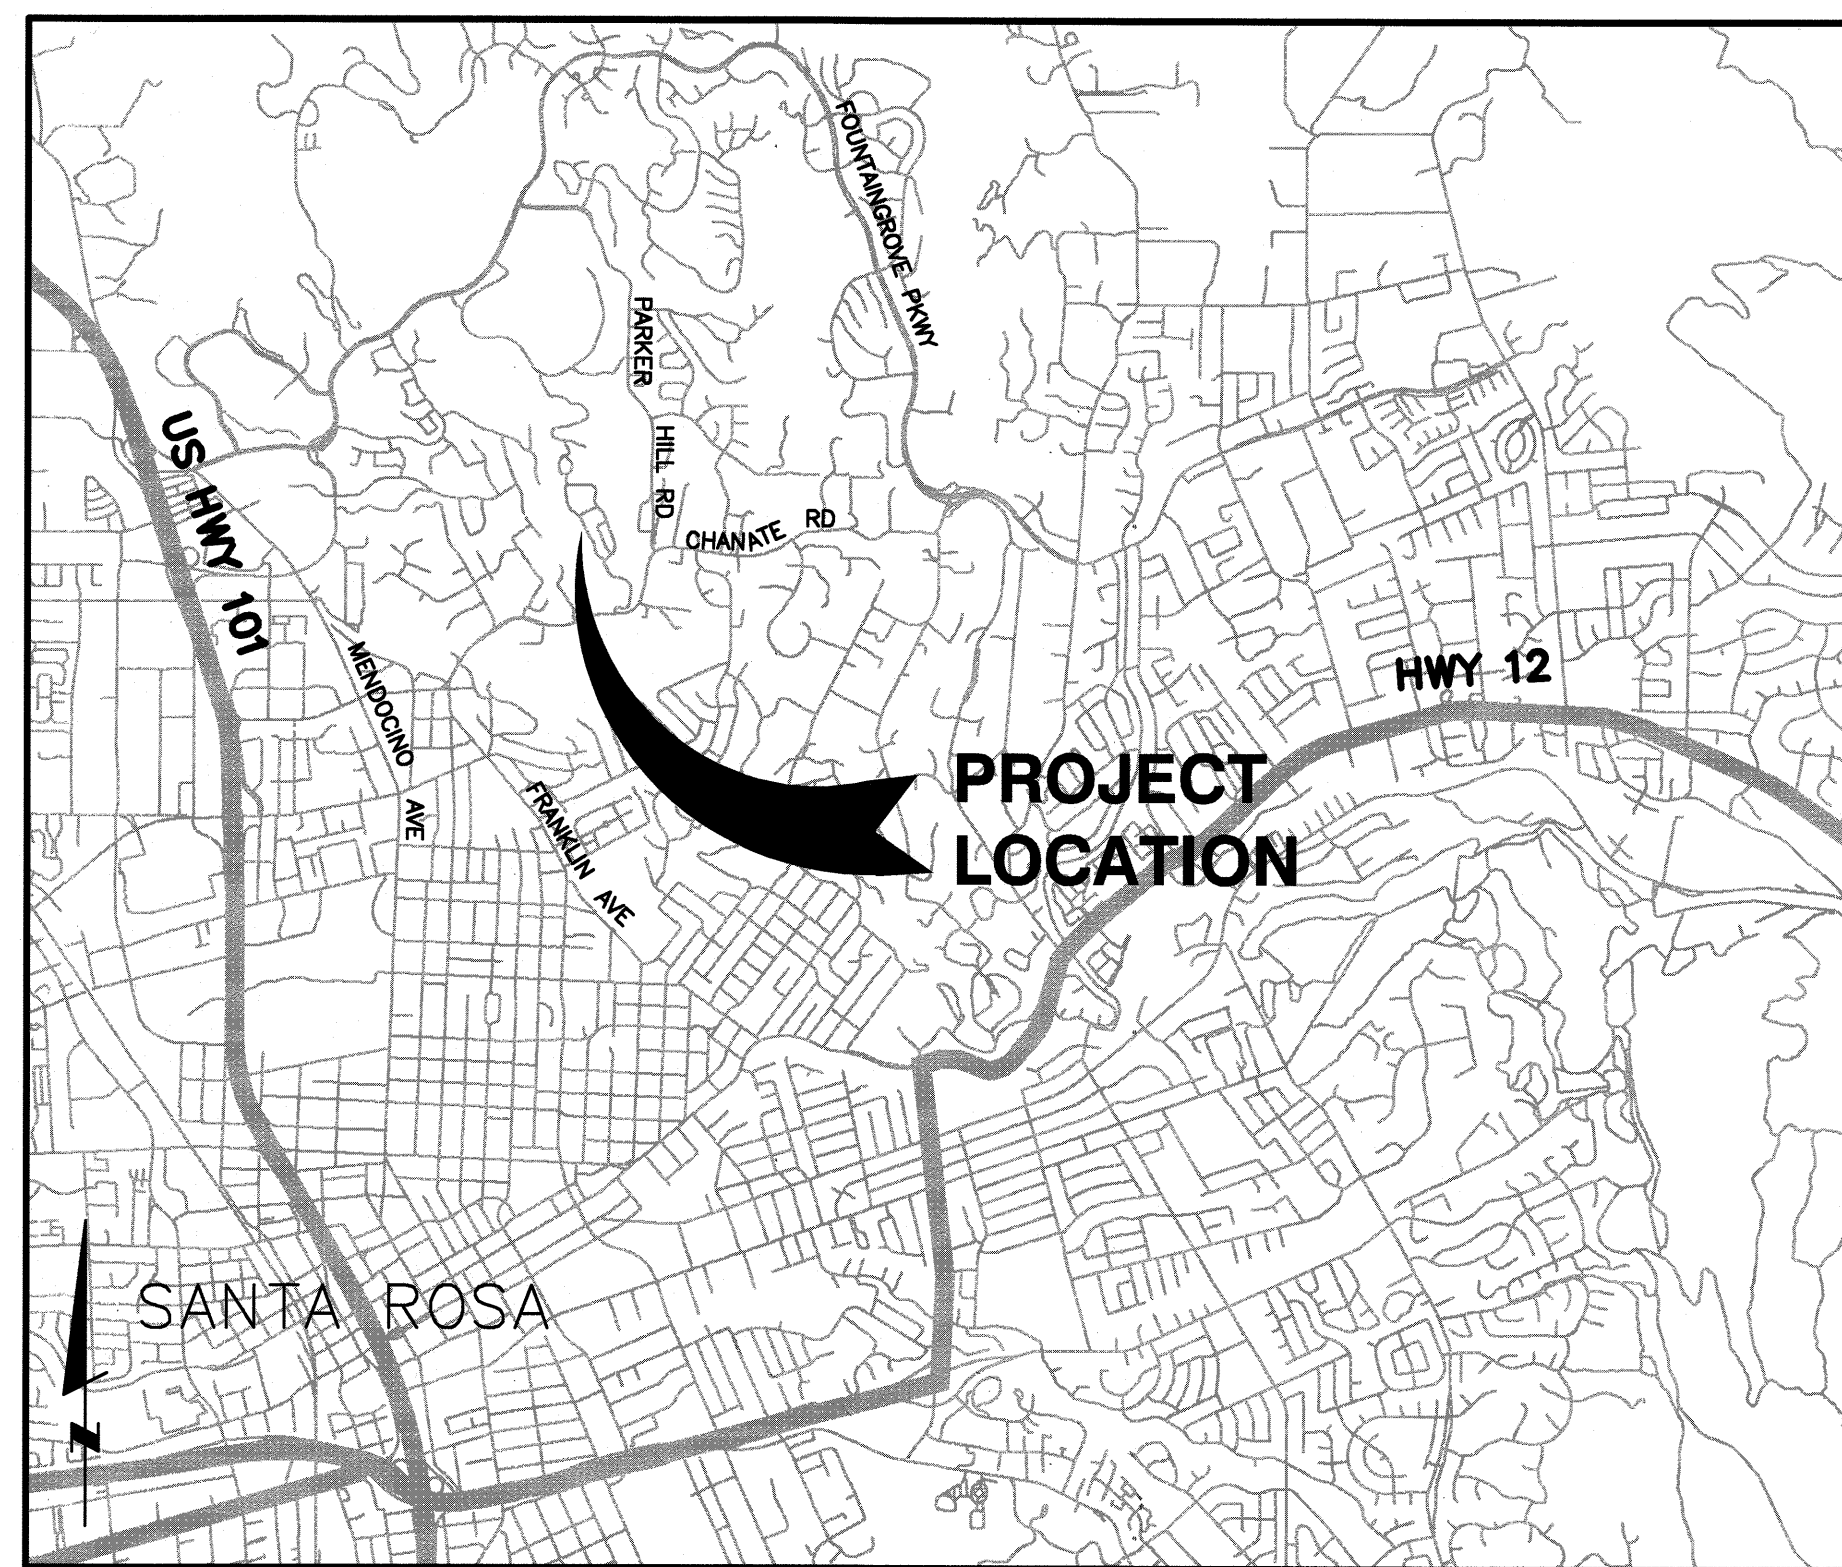 FOUNTAINGROVE PKWY
PARKER
HILL RD
US HWY 101
CHANATE RD
MENDOCINO
AVE
HWY 12
FRANKLIN AVE
PROJECT
LOCATION
SANTA ROSA
N